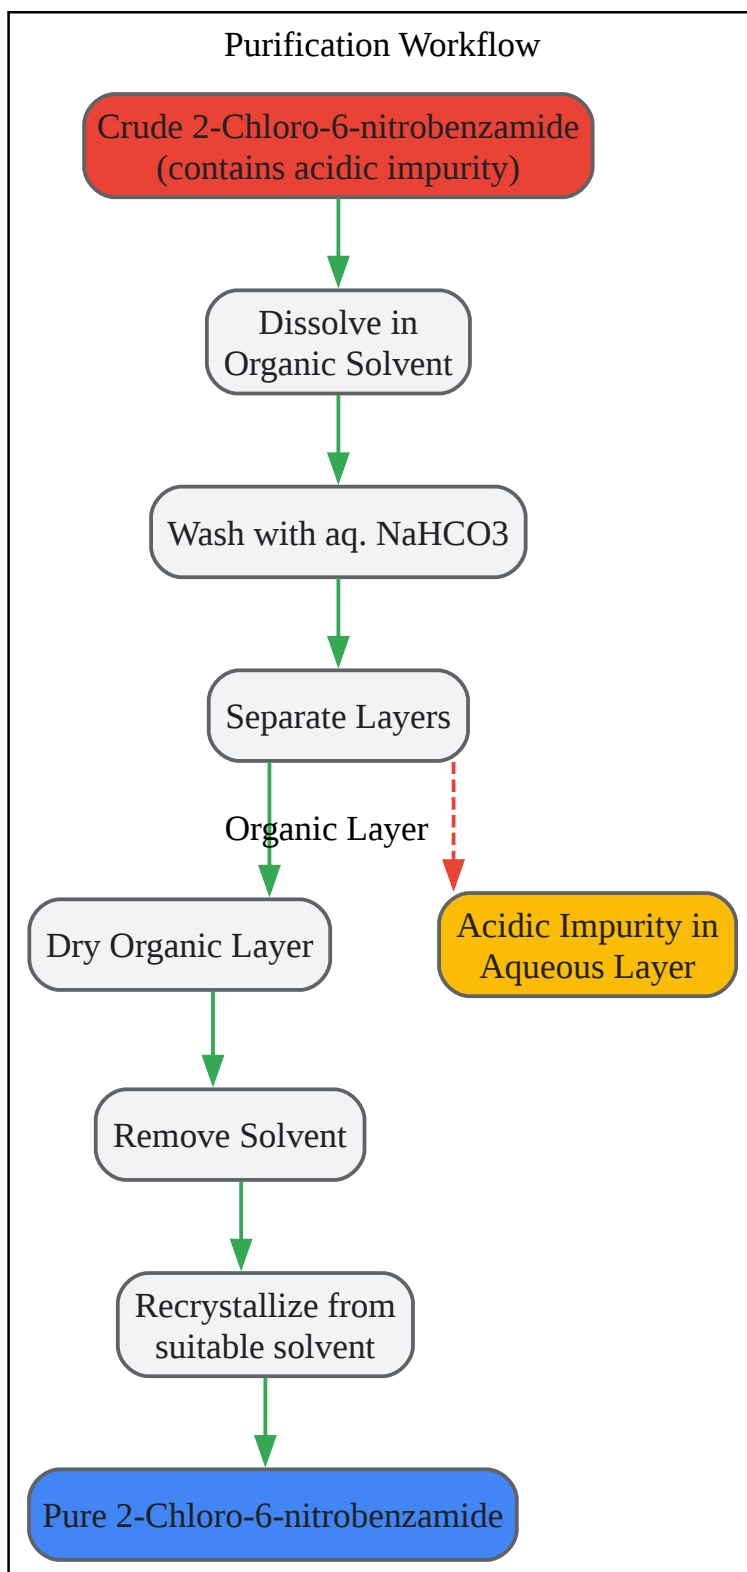 Purification Workflow
Crude 2-Chloro-6-nitrobenzamide
(contains acidic impurity)
Dissolve in
Organic Solvent
Wash with aq. NaHCO3
Separate Layers
Organic Layer
Dry Organic Layer
Acidic Impurity in
Aqueous Layer
Remove Solvent
Recrystallize from
suitable solvent
Pure 2-Chloro-6-nitrobenzamide